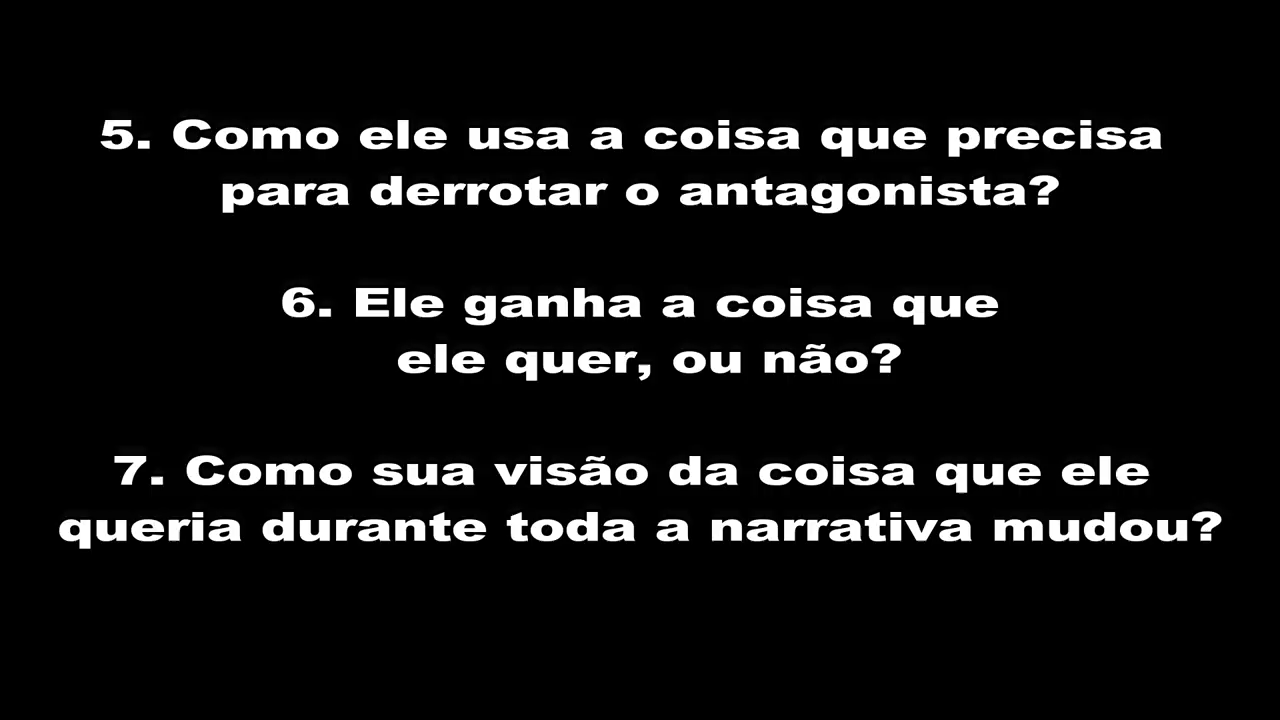 5. Como ele usa a coisa que precisa
para derrotar o antagonista?
6. Ele ganha a coisa que
ele quer, ou não?
7. Como sua visão da coisa que ele
queria durante toda a narrativa mudou?